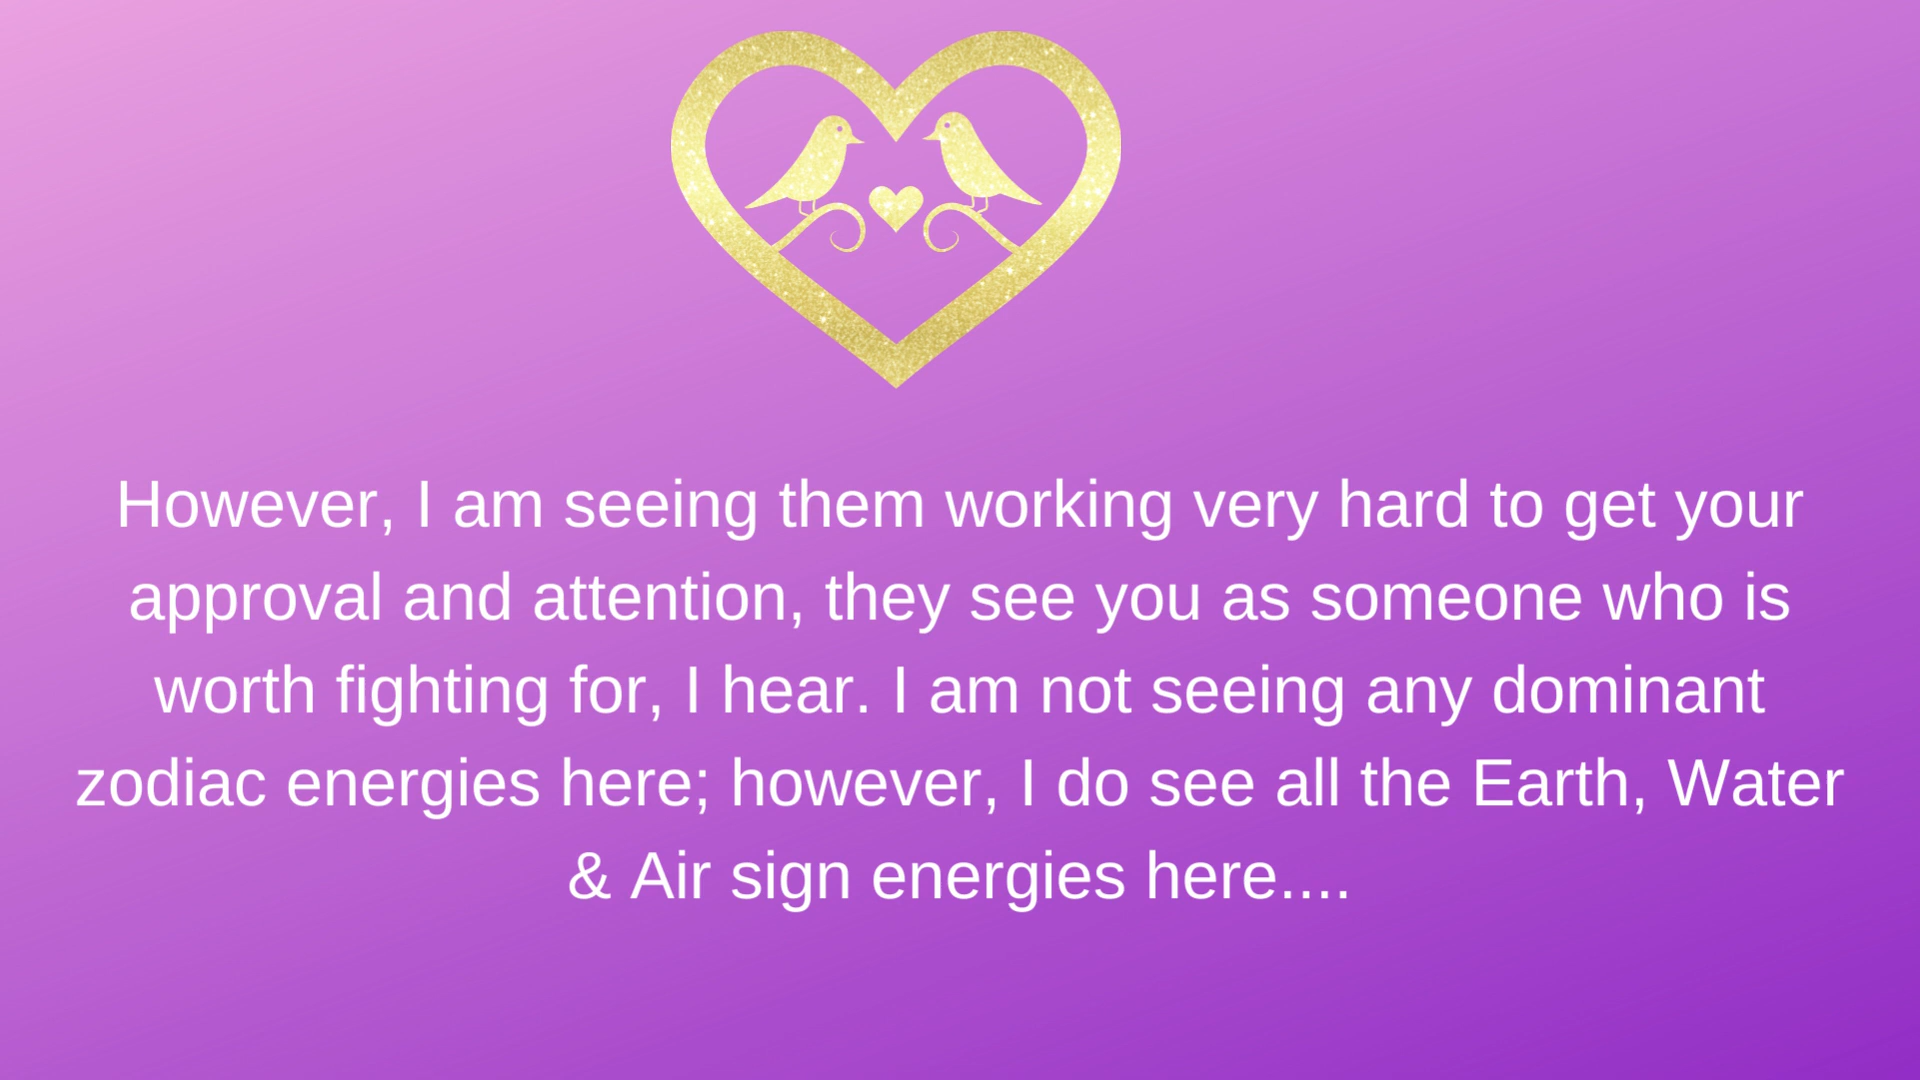 However, I am seeing them working very hard to get your
approval and attention, they see you as someone who is
worth fighting for, I hear. I am not seeing any dominant
zodiac energies here; however, I do see all the Earth, Water
& Air sign energies here....